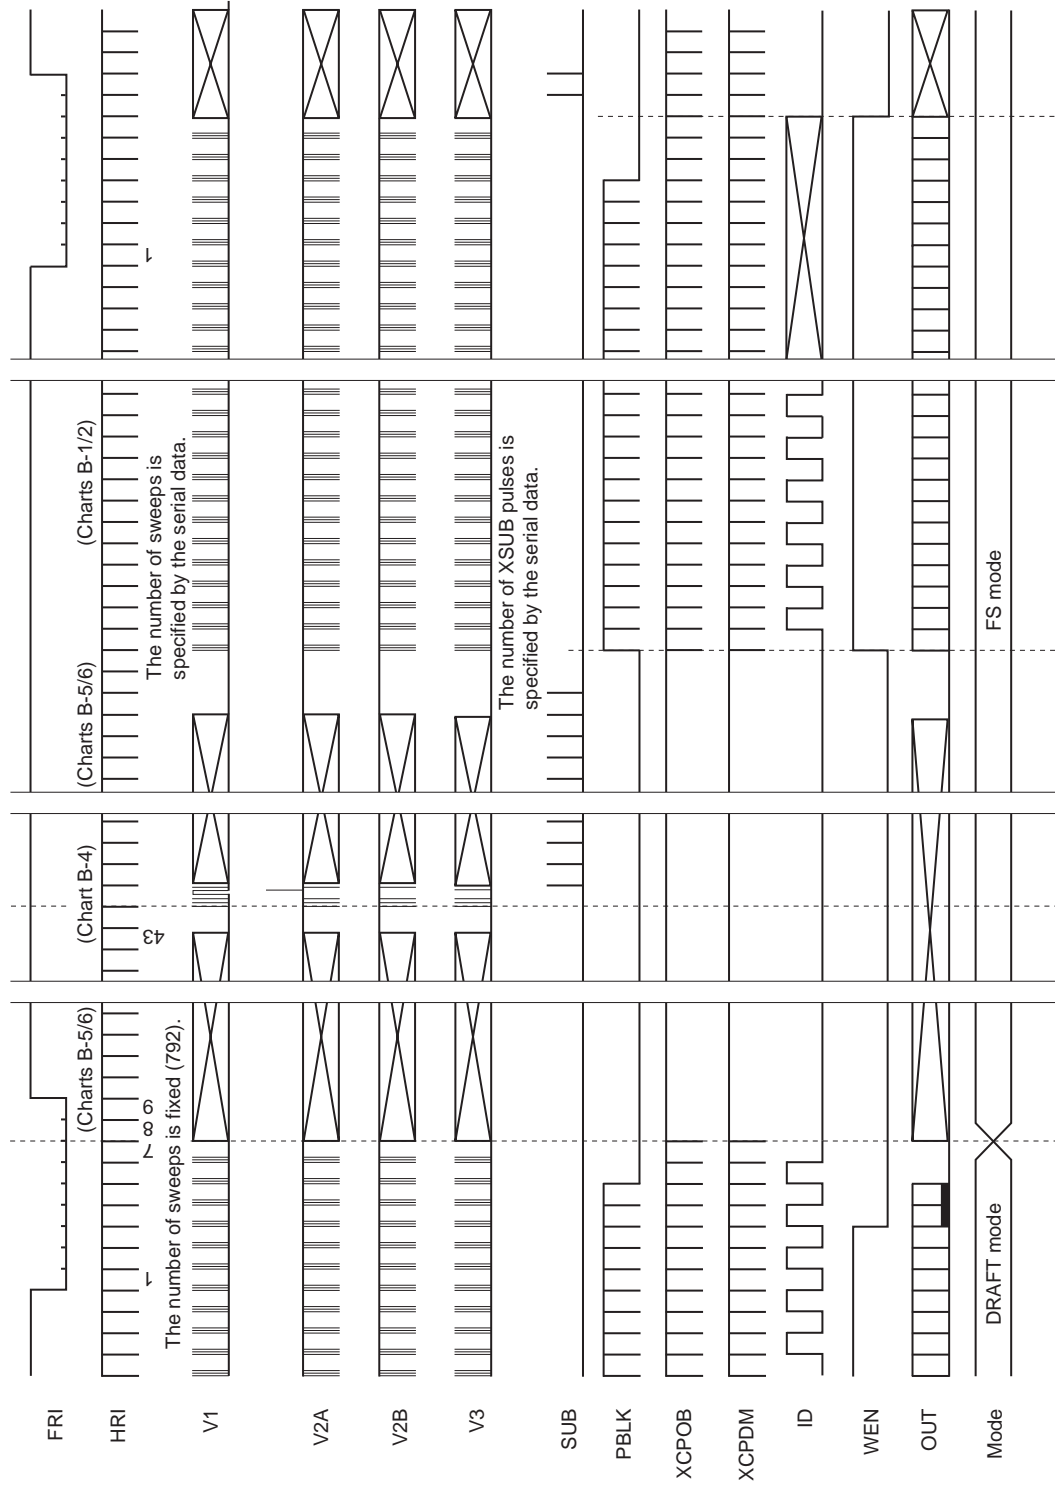 FRI
HRI
V1
V2A
V2B
V3
SUB
PBLK
XCPOB
XCPDM
ID
WEN
OUT
Mode
(Charts B-5/6)
(Chart B-4)
(Charts B-5/6)
(Charts B-1/2)
1
7
8
9
43
1
The number of sweeps is fixed (792).
The number of sweeps is
specified by the serial data.
The number of XSUB pulses is
specified by the serial data.
DRAFT mode
FS mode